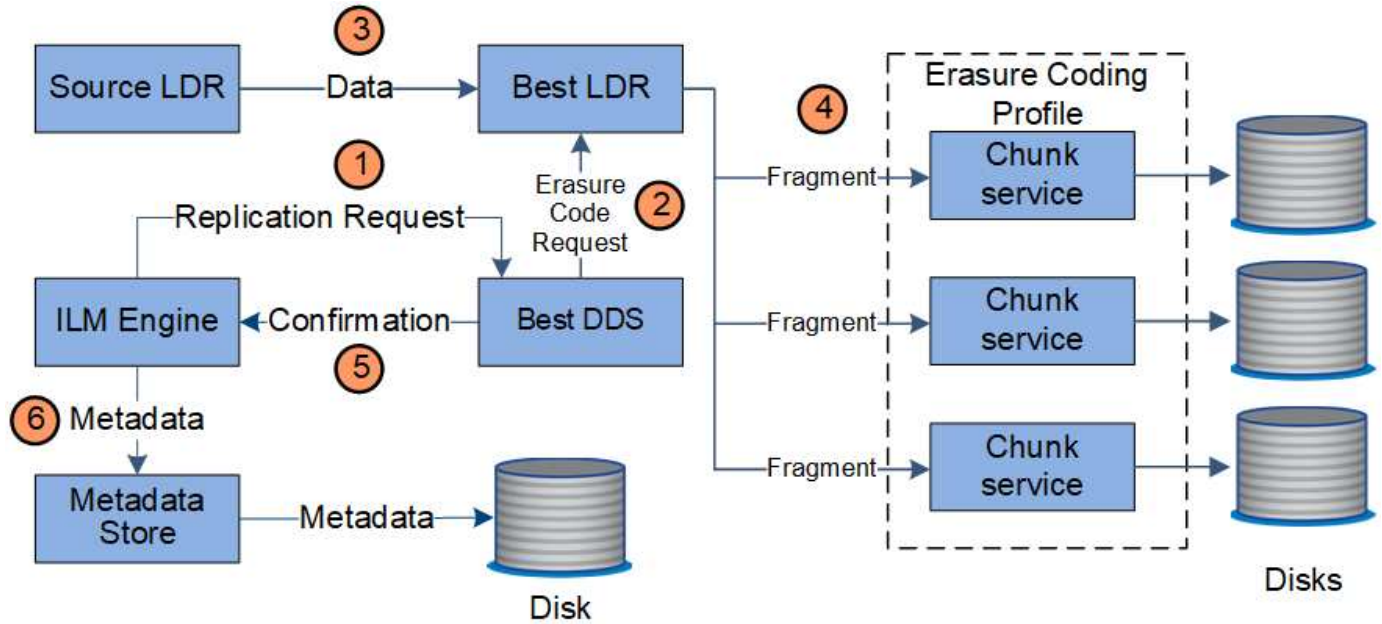 3
Source LDR
Data
Best LDR
1
Replication Request
Erasure
Code
Request
2
ILM Engine
Confirmation
Best DDS
5
6
Metadata
Metadata
Store
Metadata
Disk
4
Erasure Coding
Profile
Fragment
Chunk
service
Fragment
Chunk
service
Fragment
Chunk
service
Disks